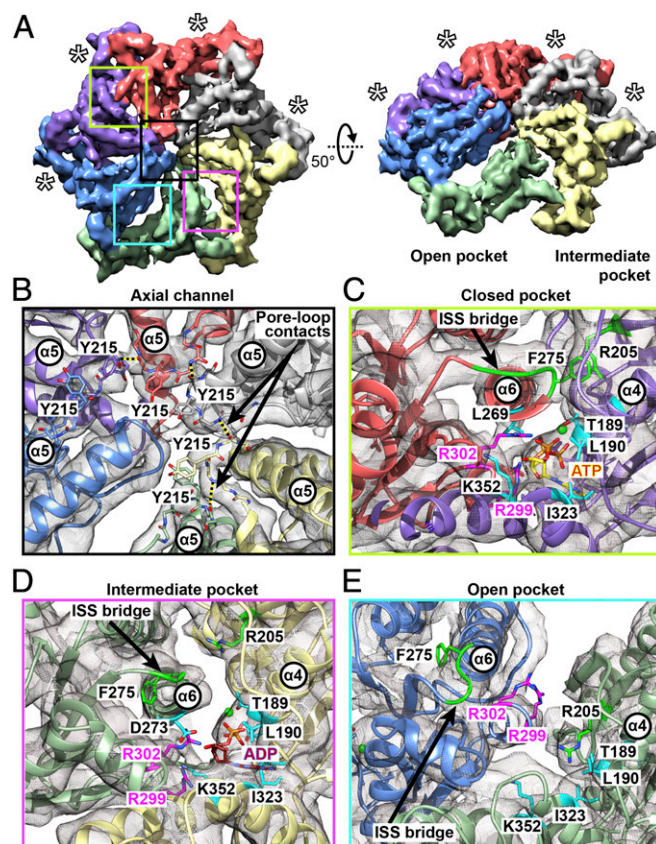 A
*
*
*
*
50°
*
*
*
*
Open pocket
Intermediate
pocket
B
Axial channel
Pore-loop
contacts
α5
α5
α5
Y215
Y215
Y215
Y215
Y215
Y215
α5
α5
α5
C
Closed pocket
ISS bridge
F275
R205
α6
α4
L269
T189
L190
R302
ATP
K352
R299
I323
D
Intermediate pocket
ISS bridge
R205
F275
α6
α4
D273
T189
L190
R302
ADP
R299
K352
I323
E
Open pocket
F275
α6
R302
R299
R205
α4
T189
L190
ISS bridge
K352
I323